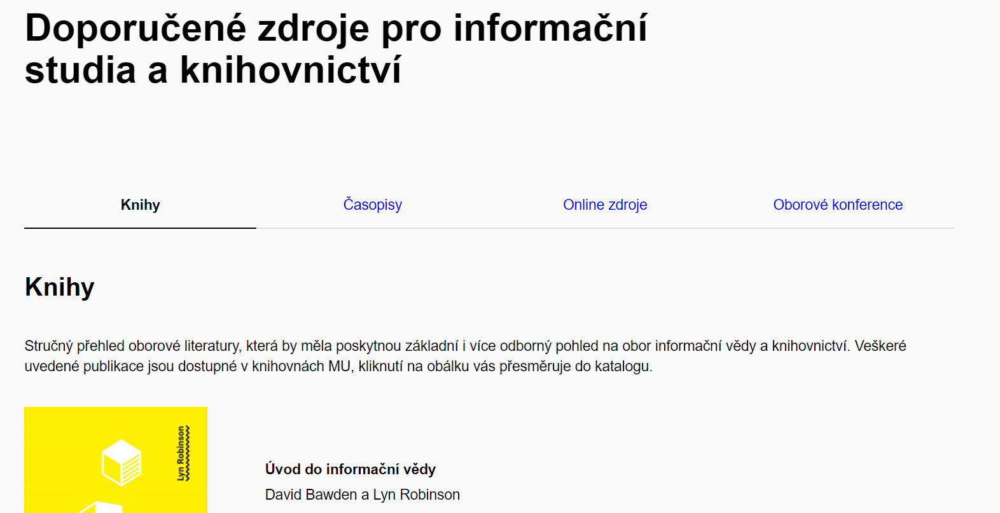 Doporučené zdroje pro informační
studia a knihovnictví
Knihy
Časopisy
Online zdroje
Oborové konference
Knihy
Stručný přehled oborové literatury, která by měla poskytnou základní i více odborný pohled na obor informační vědy a knihovnictví. Veškeré
uvedené publikace jsou dostupné v knihovnách MU, kliknutí na obálku vás přesměruje do katalogu.
Lyn Robinson
Úvod do informační vědy
David Bawden a Lyn Robinson